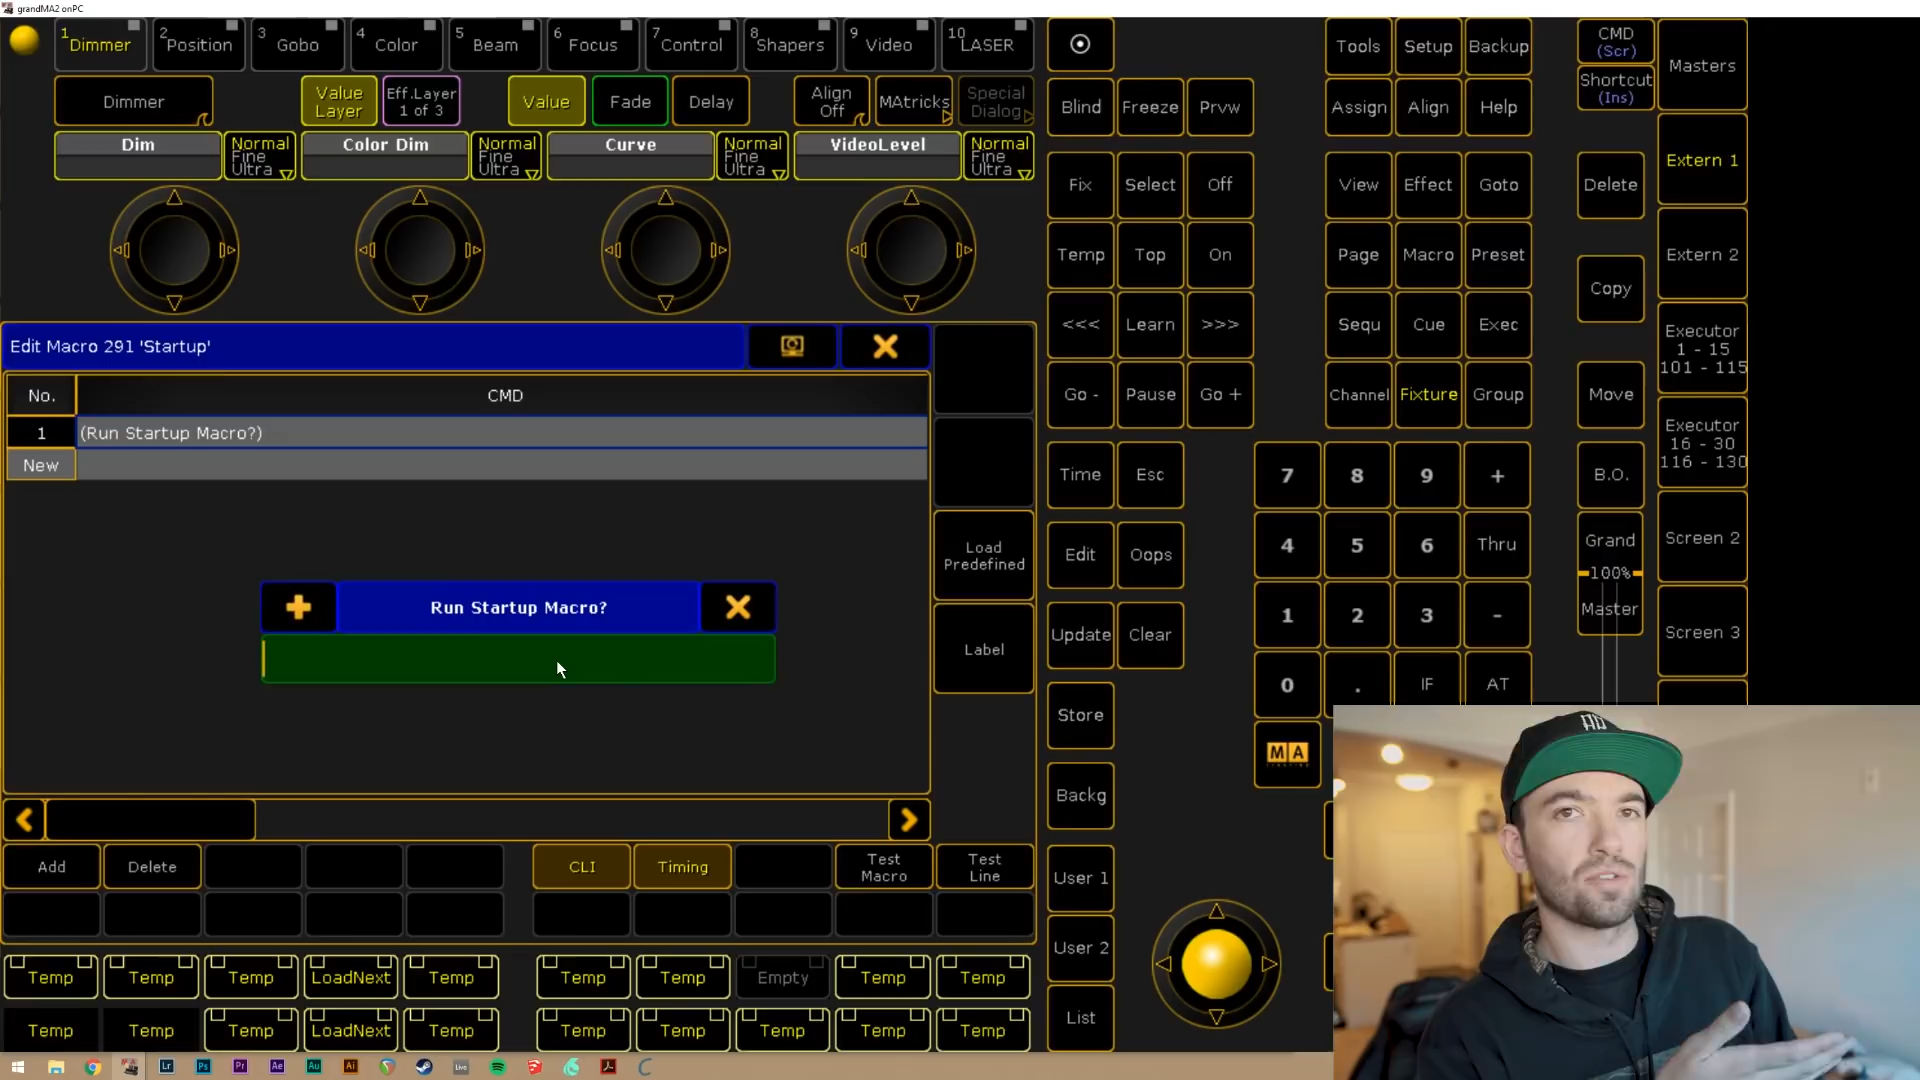 grandMA2 onPC
1 Dimmer
2 Position
3 Gobo
4 Color
5 Beam
6 Focus
7 Control
8 Shapers
9 Video
10 LASER
Dimmer
Value
Layer
Eff.Layer
1 of 3
Value
Fade
Delay
Align
Off
MAtricks
Special
Dialog
Dim
Normal
Fine
Ultra
Color Dim
Normal
Fine
Ultra
Curve
Normal
Fine
Ultra
VideoLevel
Normal
Fine
Ultra
Edit Macro 291 'Startup'
No.
CMD
1
(Run Startup Macro?)
New
Run Startup Macro?
Load
Predefined
Label
Add
Delete
CLI
Timing
Test
Macro
Test
Line
Temp
Temp
Temp
LoadNext
Temp
Temp
Temp
Empty
Temp
Temp
Temp
Temp
Temp
LoadNext
Temp
Temp
Temp
Temp
Temp
Temp
Blind
Freeze
Prvw
Fix
Select
Off
Temp
Top
On
<<<
Learn
>>>
Go -
Pause
Go +
Time
Esc
Edit
Oops
Update
Clear
Store
Backg
User 1
User 2
List
Tools
Setup
Backup
Assign
Align
Help
View
Effect
Goto
Page
Macro
Preset
Sequ
Cue
Exec
Channel
Fixture
Group
7
8
9
+
4
5
6
Thru
1
2
3
-
0
.
IF
AT
MA
LIGHTING
CMD
(Scr)
Shortcut
(Ins)
Delete
Copy
Move
B.O.
Grand
100%
Master
Masters
Extern 1
Extern 2
Executor
1 - 15
101 - 115
Executor
16 - 30
116 - 130
Screen 2
Screen 3
Lr
Ps
Pr
Ae
Au
Ai
Live